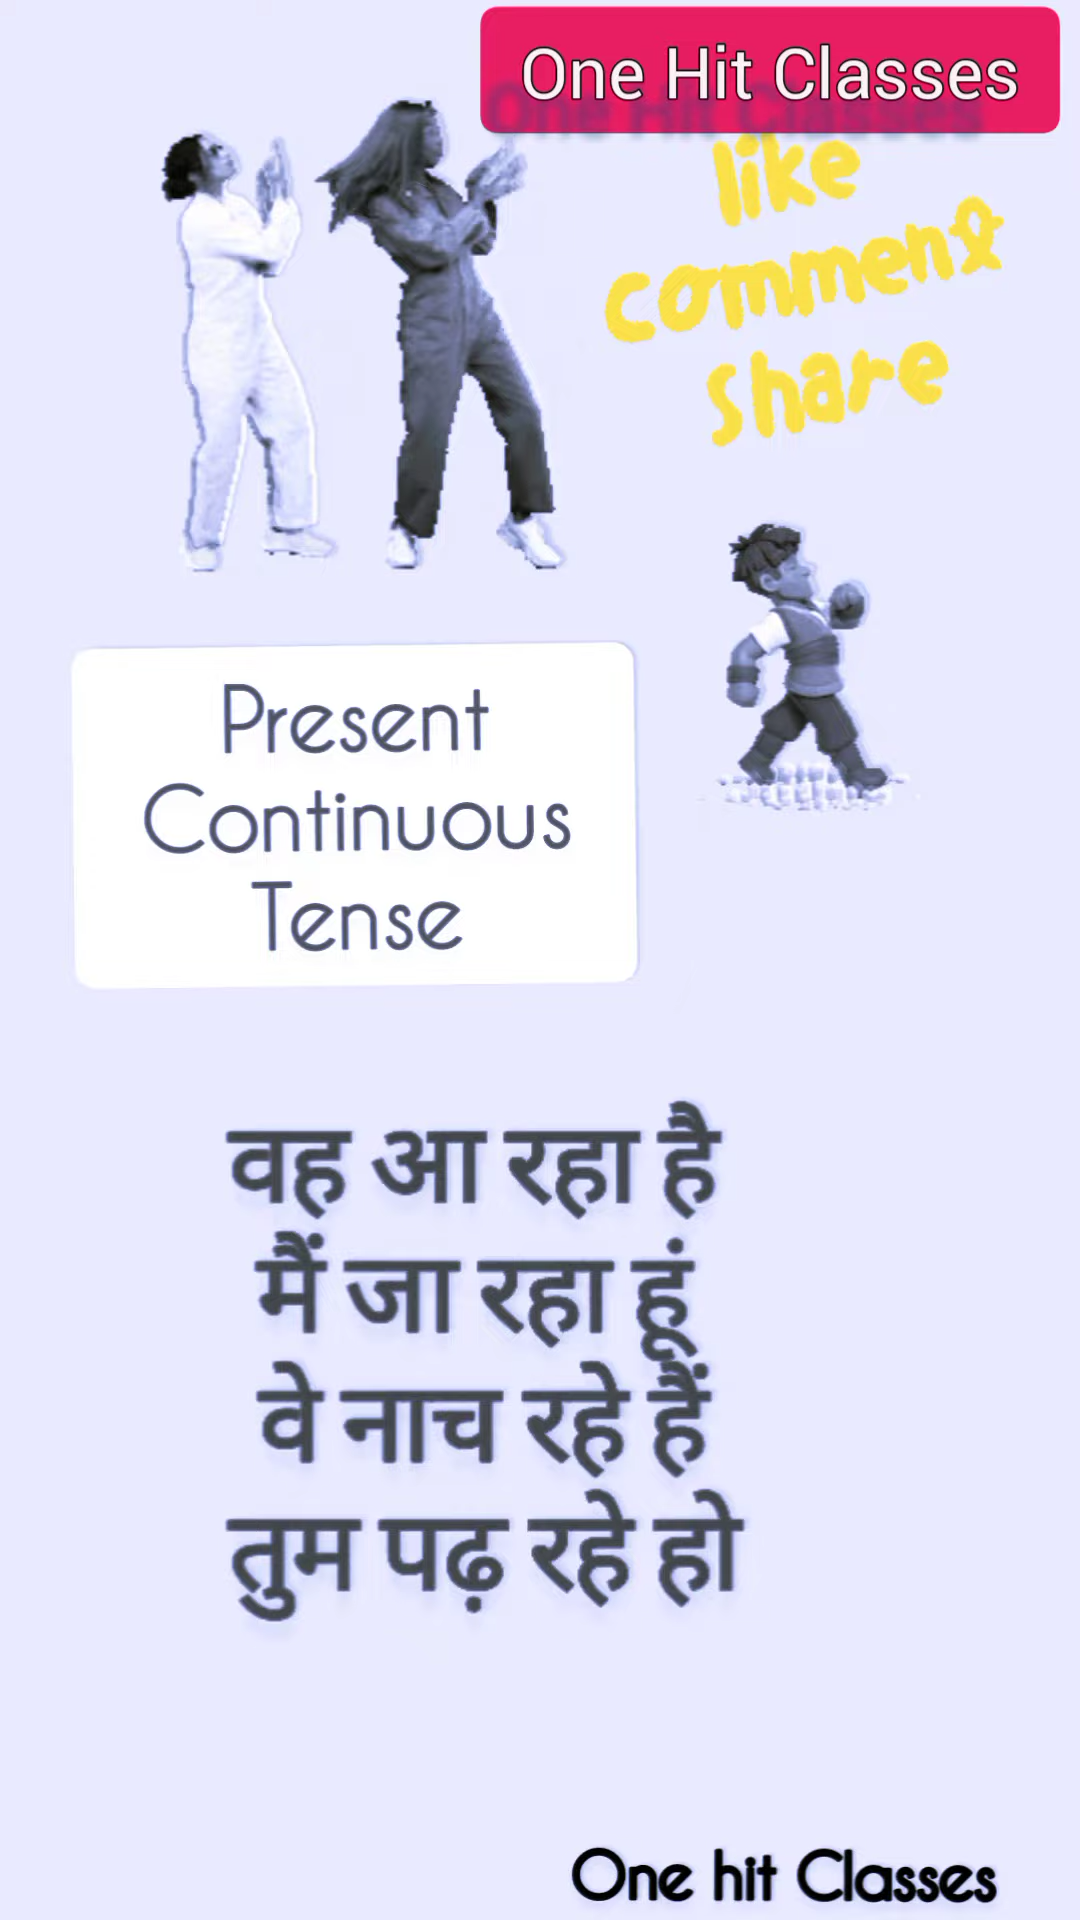 One Hit Classes
like
comment
share
Present
Continuous
Tense
वह आ रहा है
मैं जा रहा हूं
वे नाच रहे हैं
तुम पढ़ रहे हो
One hit Classes